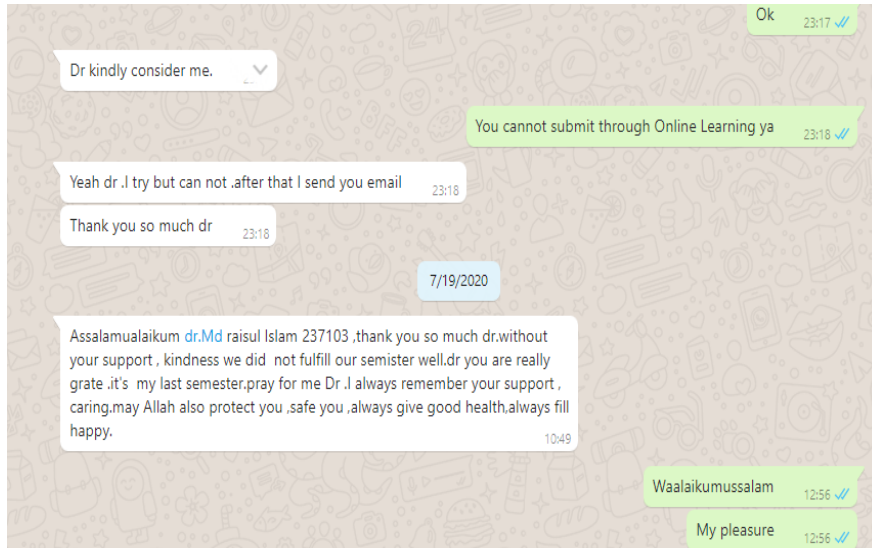 Ok
23:17
Dr kindly consider me.
You cannot submit through Online Learning ya
23:18
Yeah dr .I try but can not .after that I send you email
23:18
Thank you so much dr
23:18
7/19/2020
Assalamualaikum dr.Md raisul Islam 237103 ,thank you so much dr.without
your support , kindness we did not fulfill our semister well.dr you are really
grate .it's my last semester.pray for me Dr .I always remember your support ,
caring.may Allah also protect you ,safe you ,always give good health,always fill
happy.
10:49
Waalaikumussalam
12:56
My pleasure
12:56